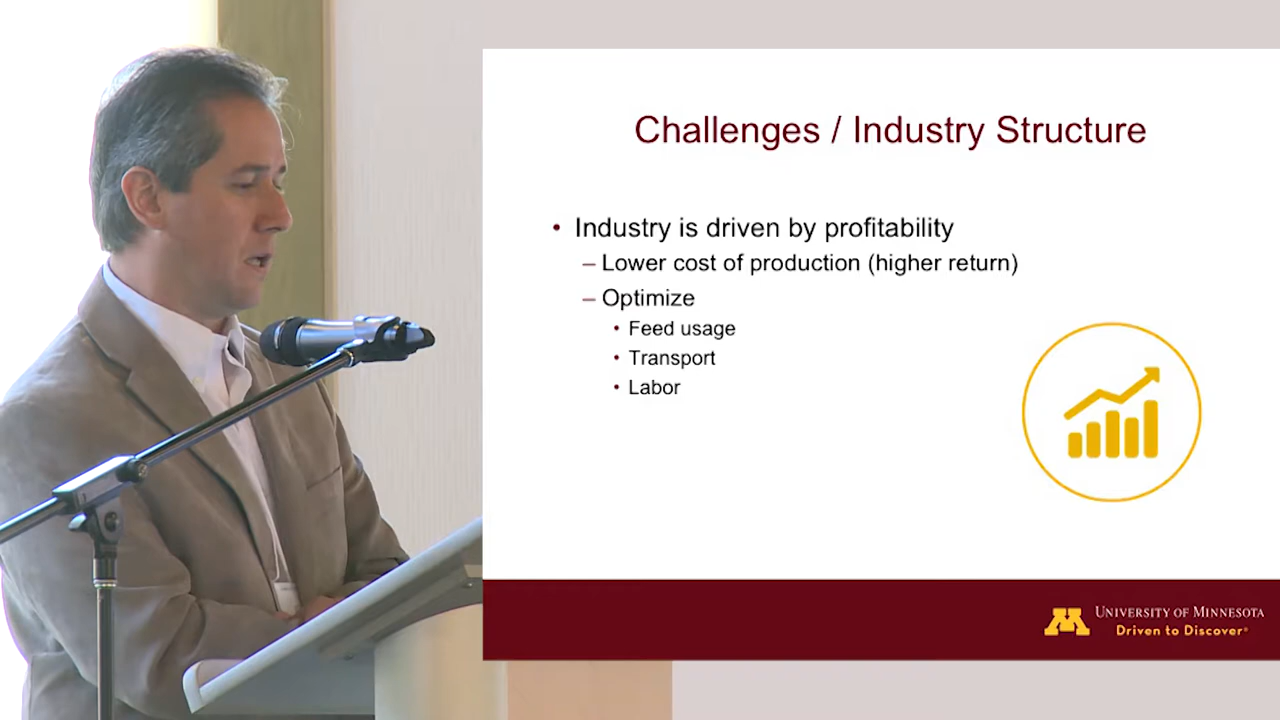 Challenges / Industry Structure
• Industry is driven by profitability
– Lower cost of production (higher return)
– Optimize
• Feed usage
• Transport
• Labor
M
UNIVERSITY OF MINNESOTA
Driven to Discover®